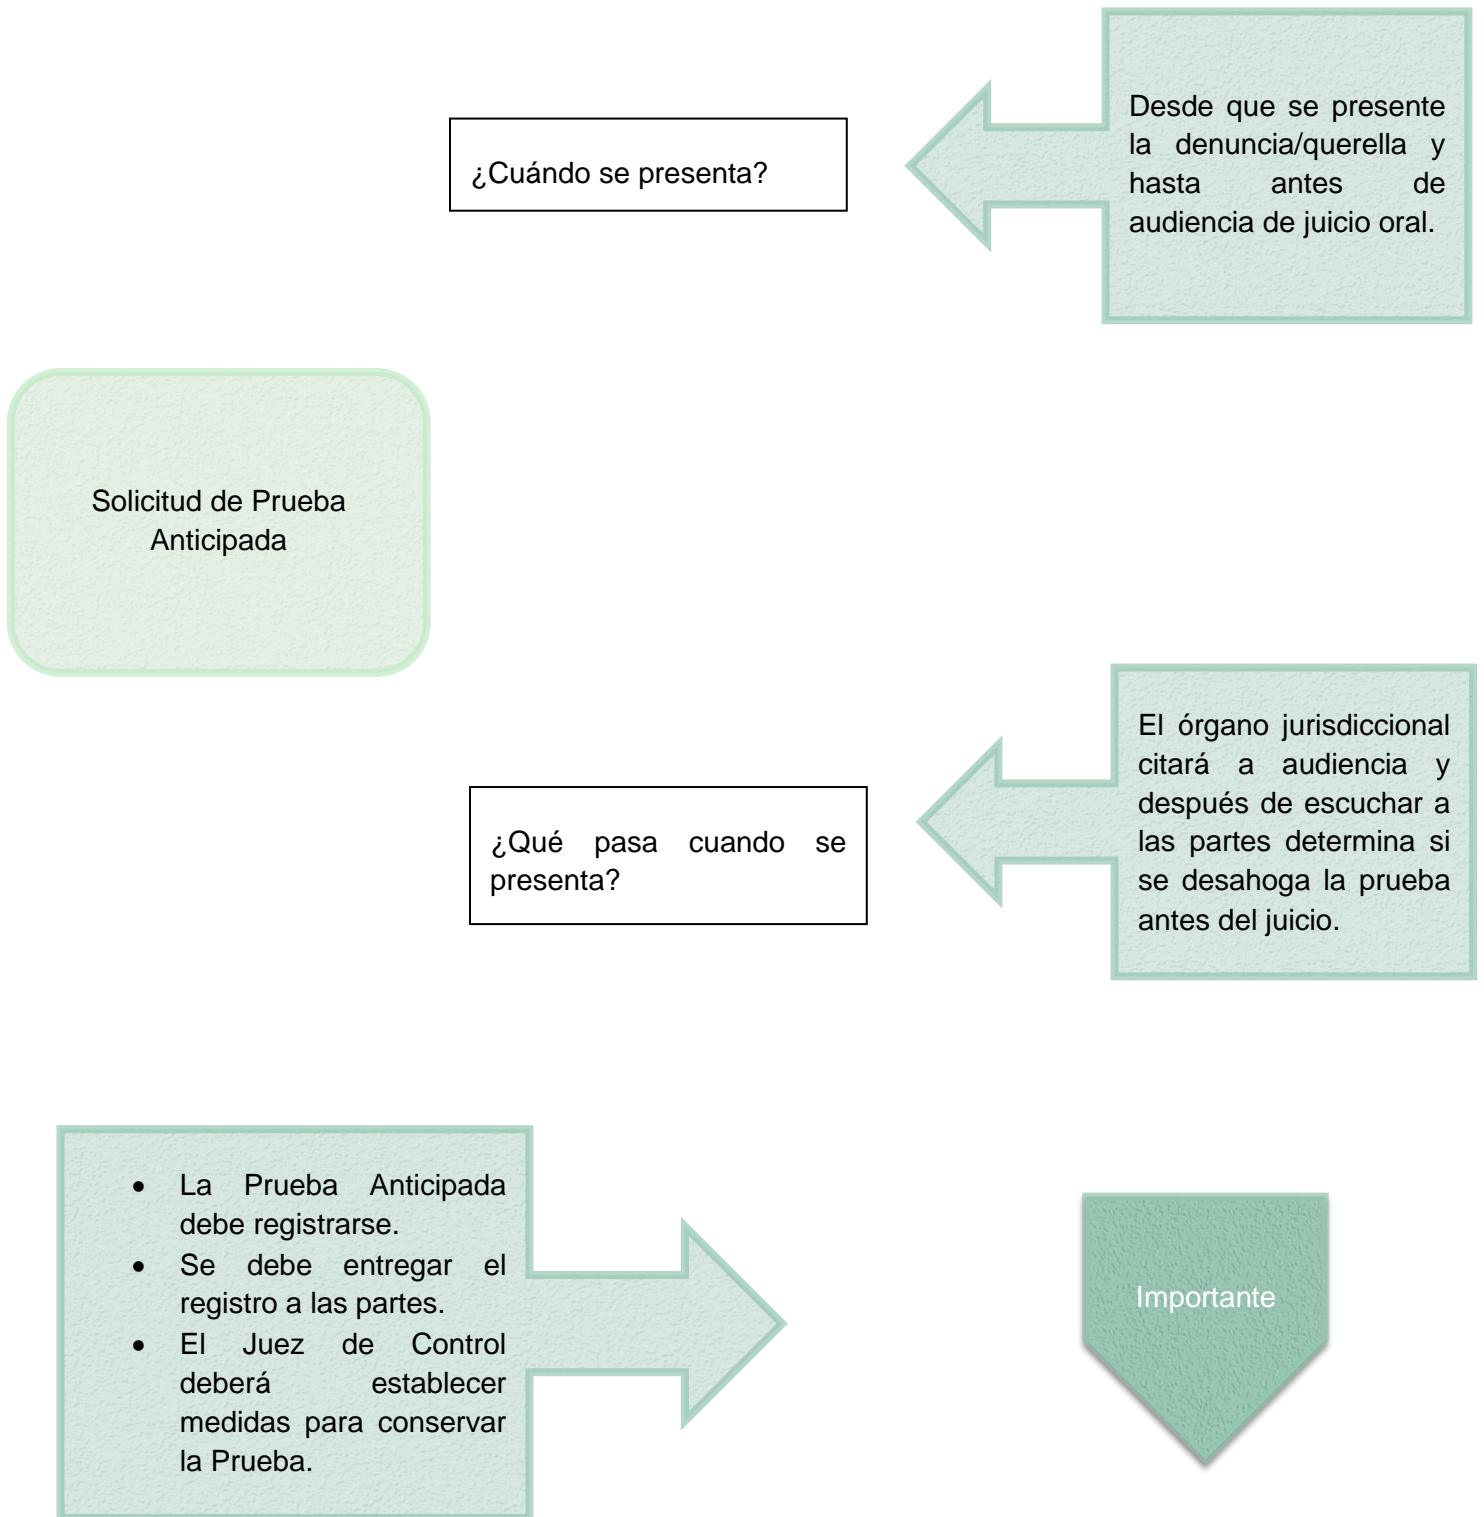 ¿Cuándo se presenta?
Desde que se presente
la denuncia/querella y
hasta antes de
audiencia de juicio oral.
Solicitud de Prueba
Anticipada
¿Qué pasa cuando se
presenta?
El órgano jurisdiccional
citará a audiencia y
después de escuchar a
las partes determina si
se desahoga la prueba
antes del juicio.
• La Prueba Anticipada
debe registrarse.
• Se debe entregar el
registro a las partes.
• El Juez de Control
deberá establecer
medidas para conservar
la Prueba.
Importante